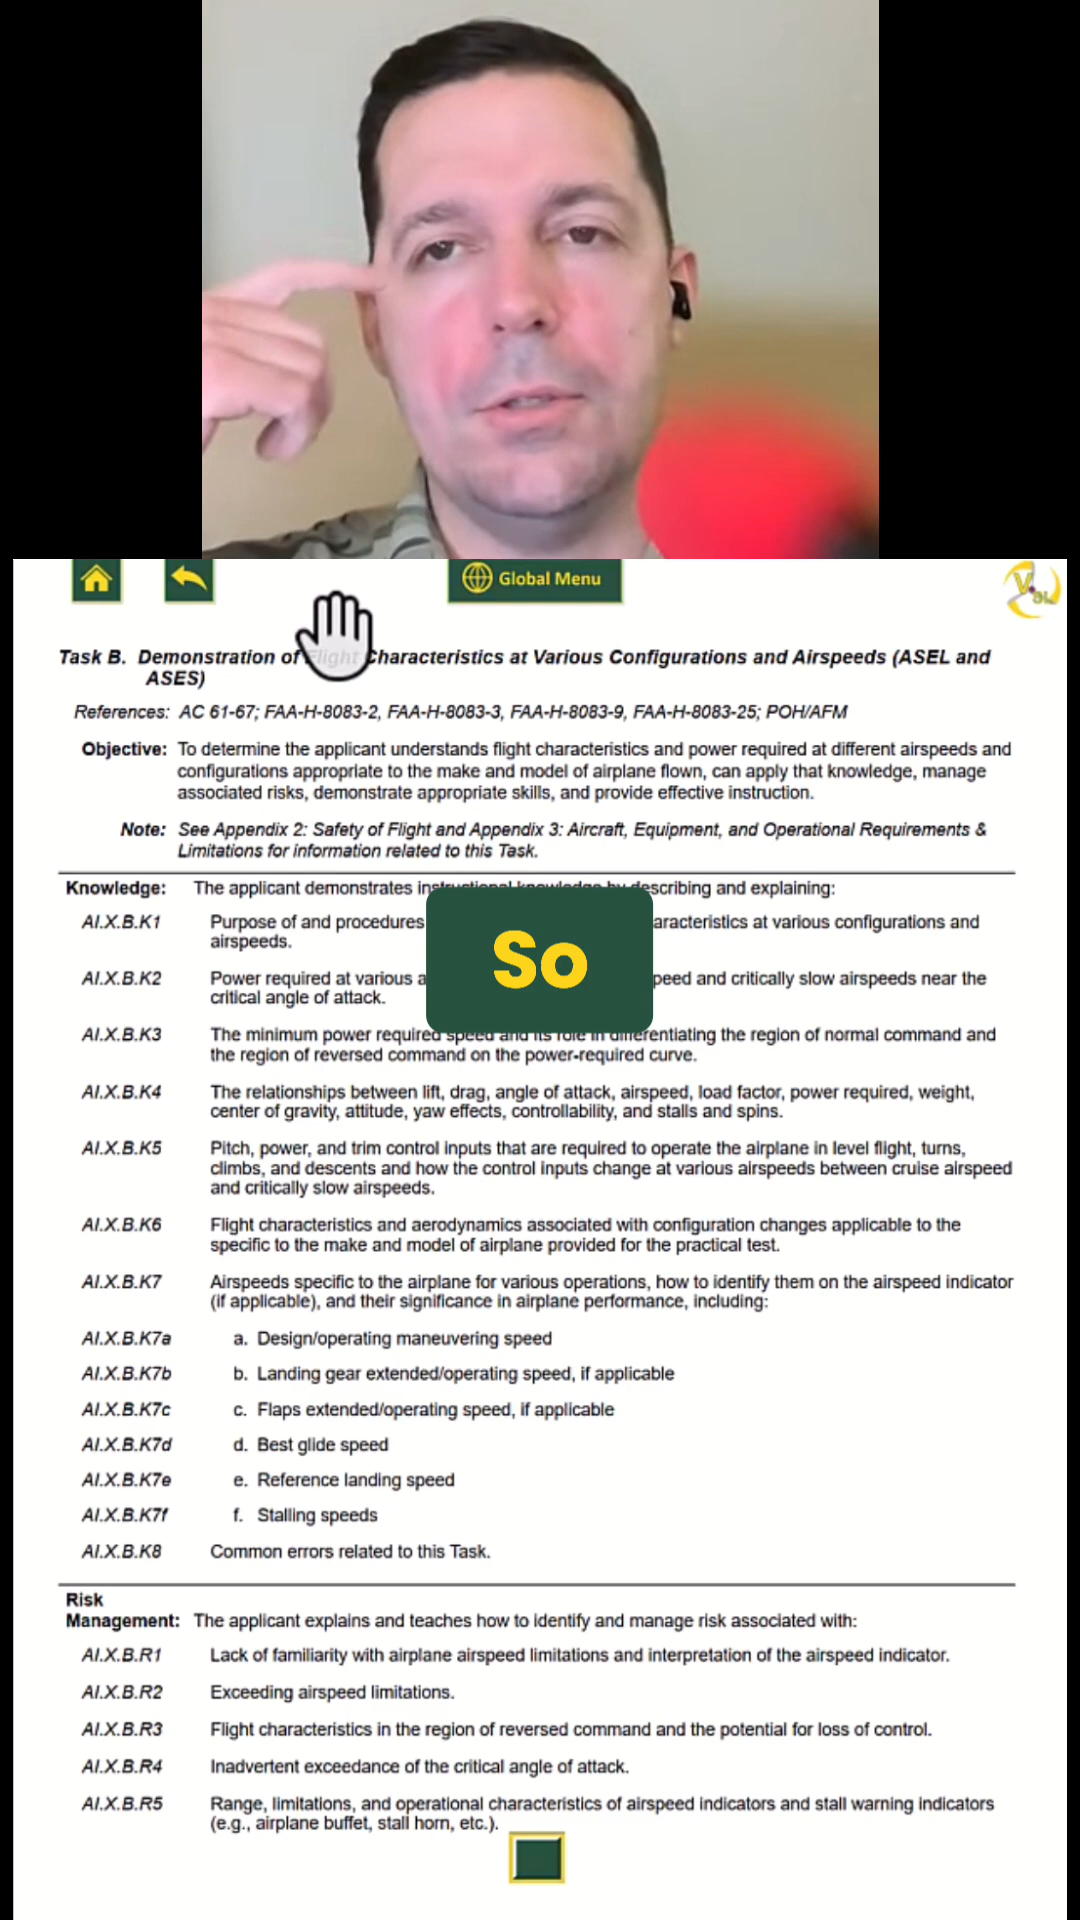 Global Menu
V.SL
Task B. Demonstration of Flight Characteristics at Various Configurations and Airspeeds (ASEL and
ASES)
References: AC 61-67; FAA-H-8083-2, FAA-H-8083-3, FAA-H-8083-9, FAA-H-8083-25; POH/AFM
Objective: To determine the applicant understands flight characteristics and power required at different airspeeds and
configurations appropriate to the make and model of airplane flown, can apply that knowledge, manage
associated risks, demonstrate appropriate skills, and provide effective instruction.
Note: See Appendix 2: Safety of Flight and Appendix 3: Aircraft, Equipment, and Operational Requirements &
Limitations for information related to this Task.
Knowledge: The applicant demonstrates instructional knowledge by describing and explaining:
AI.X.B.K1 Purpose of and procedures aracteristics at various configurations and
airspeeds.
So
AI.X.B.K2 Power required at various a peed and critically slow airspeeds near the
critical angle of attack.
AI.X.B.K3 The minimum power required speed and its role in differentiating the region of normal command and
the region of reversed command on the power-required curve.
AI.X.B.K4 The relationships between lift, drag, angle of attack, airspeed, load factor, power required, weight,
center of gravity, attitude, yaw effects, controllability, and stalls and spins.
AI.X.B.K5 Pitch, power, and trim control inputs that are required to operate the airplane in level flight, turns,
climbs, and descents and how the control inputs change at various airspeeds between cruise airspeed
and critically slow airspeeds.
AI.X.B.K6 Flight characteristics and aerodynamics associated with configuration changes applicable to the
specific to the make and model of airplane provided for the practical test.
AI.X.B.K7 Airspeeds specific to the airplane for various operations, how to identify them on the airspeed indicator
(if applicable), and their significance in airplane performance, including:
AI.X.B.K7a a. Design/operating maneuvering speed
AI.X.B.K7b b. Landing gear extended/operating speed, if applicable
AI.X.B.K7c c. Flaps extended/operating speed, if applicable
AI.X.B.K7d d. Best glide speed
AI.X.B.K7e e. Reference landing speed
AI.X.B.K7f f. Stalling speeds
AI.X.B.K8 Common errors related to this Task.
Risk
Management: The applicant explains and teaches how to identify and manage risk associated with:
AI.X.B.R1 Lack of familiarity with airplane airspeed limitations and interpretation of the airspeed indicator.
AI.X.B.R2 Exceeding airspeed limitations.
AI.X.B.R3 Flight characteristics in the region of reversed command and the potential for loss of control.
AI.X.B.R4 Inadvertent exceedance of the critical angle of attack.
AI.X.B.R5 Range, limitations, and operational characteristics of airspeed indicators and stall warning indicators
(e.g., airplane buffet, stall horn, etc.).